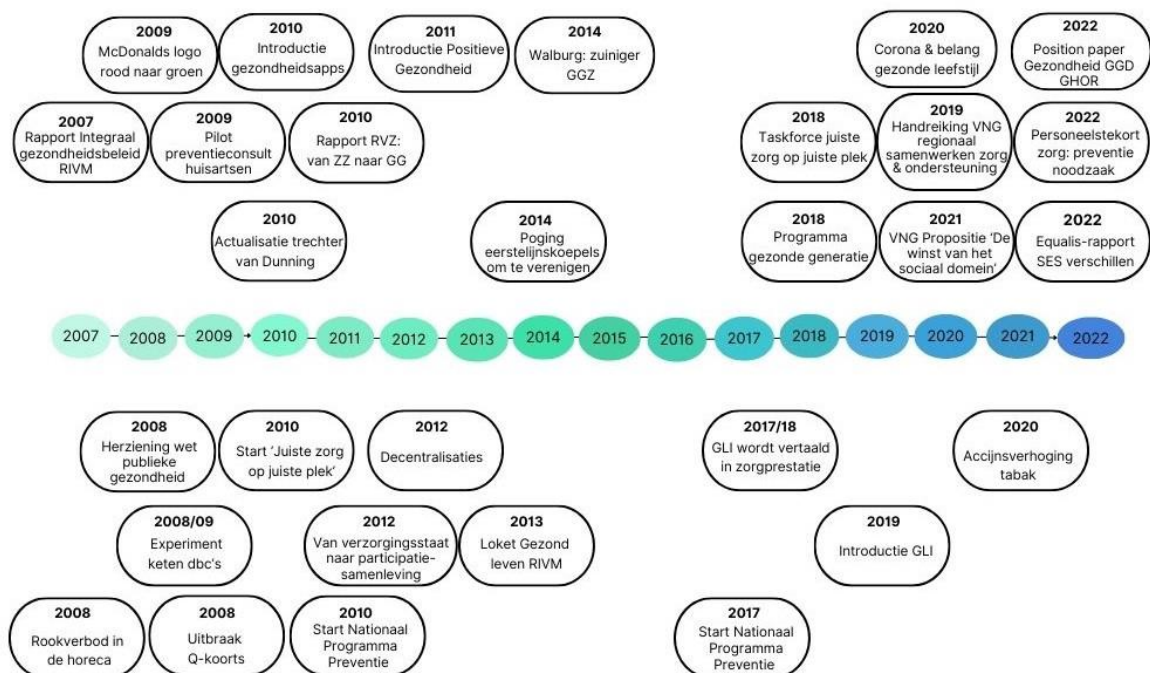 2009
McDonalds logo
rood naar groen
2010
Introductie
gezondheidsapps
2011
Introductie Positieve
Gezondheid
2014
Walburg: zuiniger
GGZ
2020
Corona & belang
gezonde leefstijl
2022
Position paper
Gezondheid GGD
GHOR
2007
Rapport Integraal
gezondheidsbeleid
RIVM
2009
Pilot
preventieconsult
huisartsen
2010
Rapport RVZ:
van ZZ naar GG
2018
Taskforce juiste
zorg op juiste plek
2019
Handreiking VNG
regionaal
samenwerken zorg
& ondersteuning
2022
Personeelstekort
zorg: preventie
noodzaak
2010
Actualisatie trechter
van Dunning
2014
Poging
eerstelijnskoepels
om te verenigen
2018
Programma
gezonde generatie
2021
VNG Propositie ‘De
winst van het
sociaal domein’
2022
Equalis-rapport
SES verschillen
2007 2008 2009 2010 2011 2012 2013 2014 2015 2016 2017 2018 2019 2020 2021 2022
2008
Herziening wet
publieke
gezondheid
2010
Start ‘Juiste zorg
op juiste plek’
2012
Decentralisaties
2017/18
GLI wordt vertaald
in zorgprestatie
2020
Accijnsverhoging
tabak
2008/09
Experiment
keten dbc's
2012
Van verzorgingsstaat
naar participatie-
samenleving
2013
Loket Gezond
leven RIVM
2019
Introductie GLI
2008
Rookverbod in
de horeca
2008
Uitbraak
Q-koorts
2010
Start Nationaal
Programma
Preventie
2017
Start Nationaal
Programma
Preventie